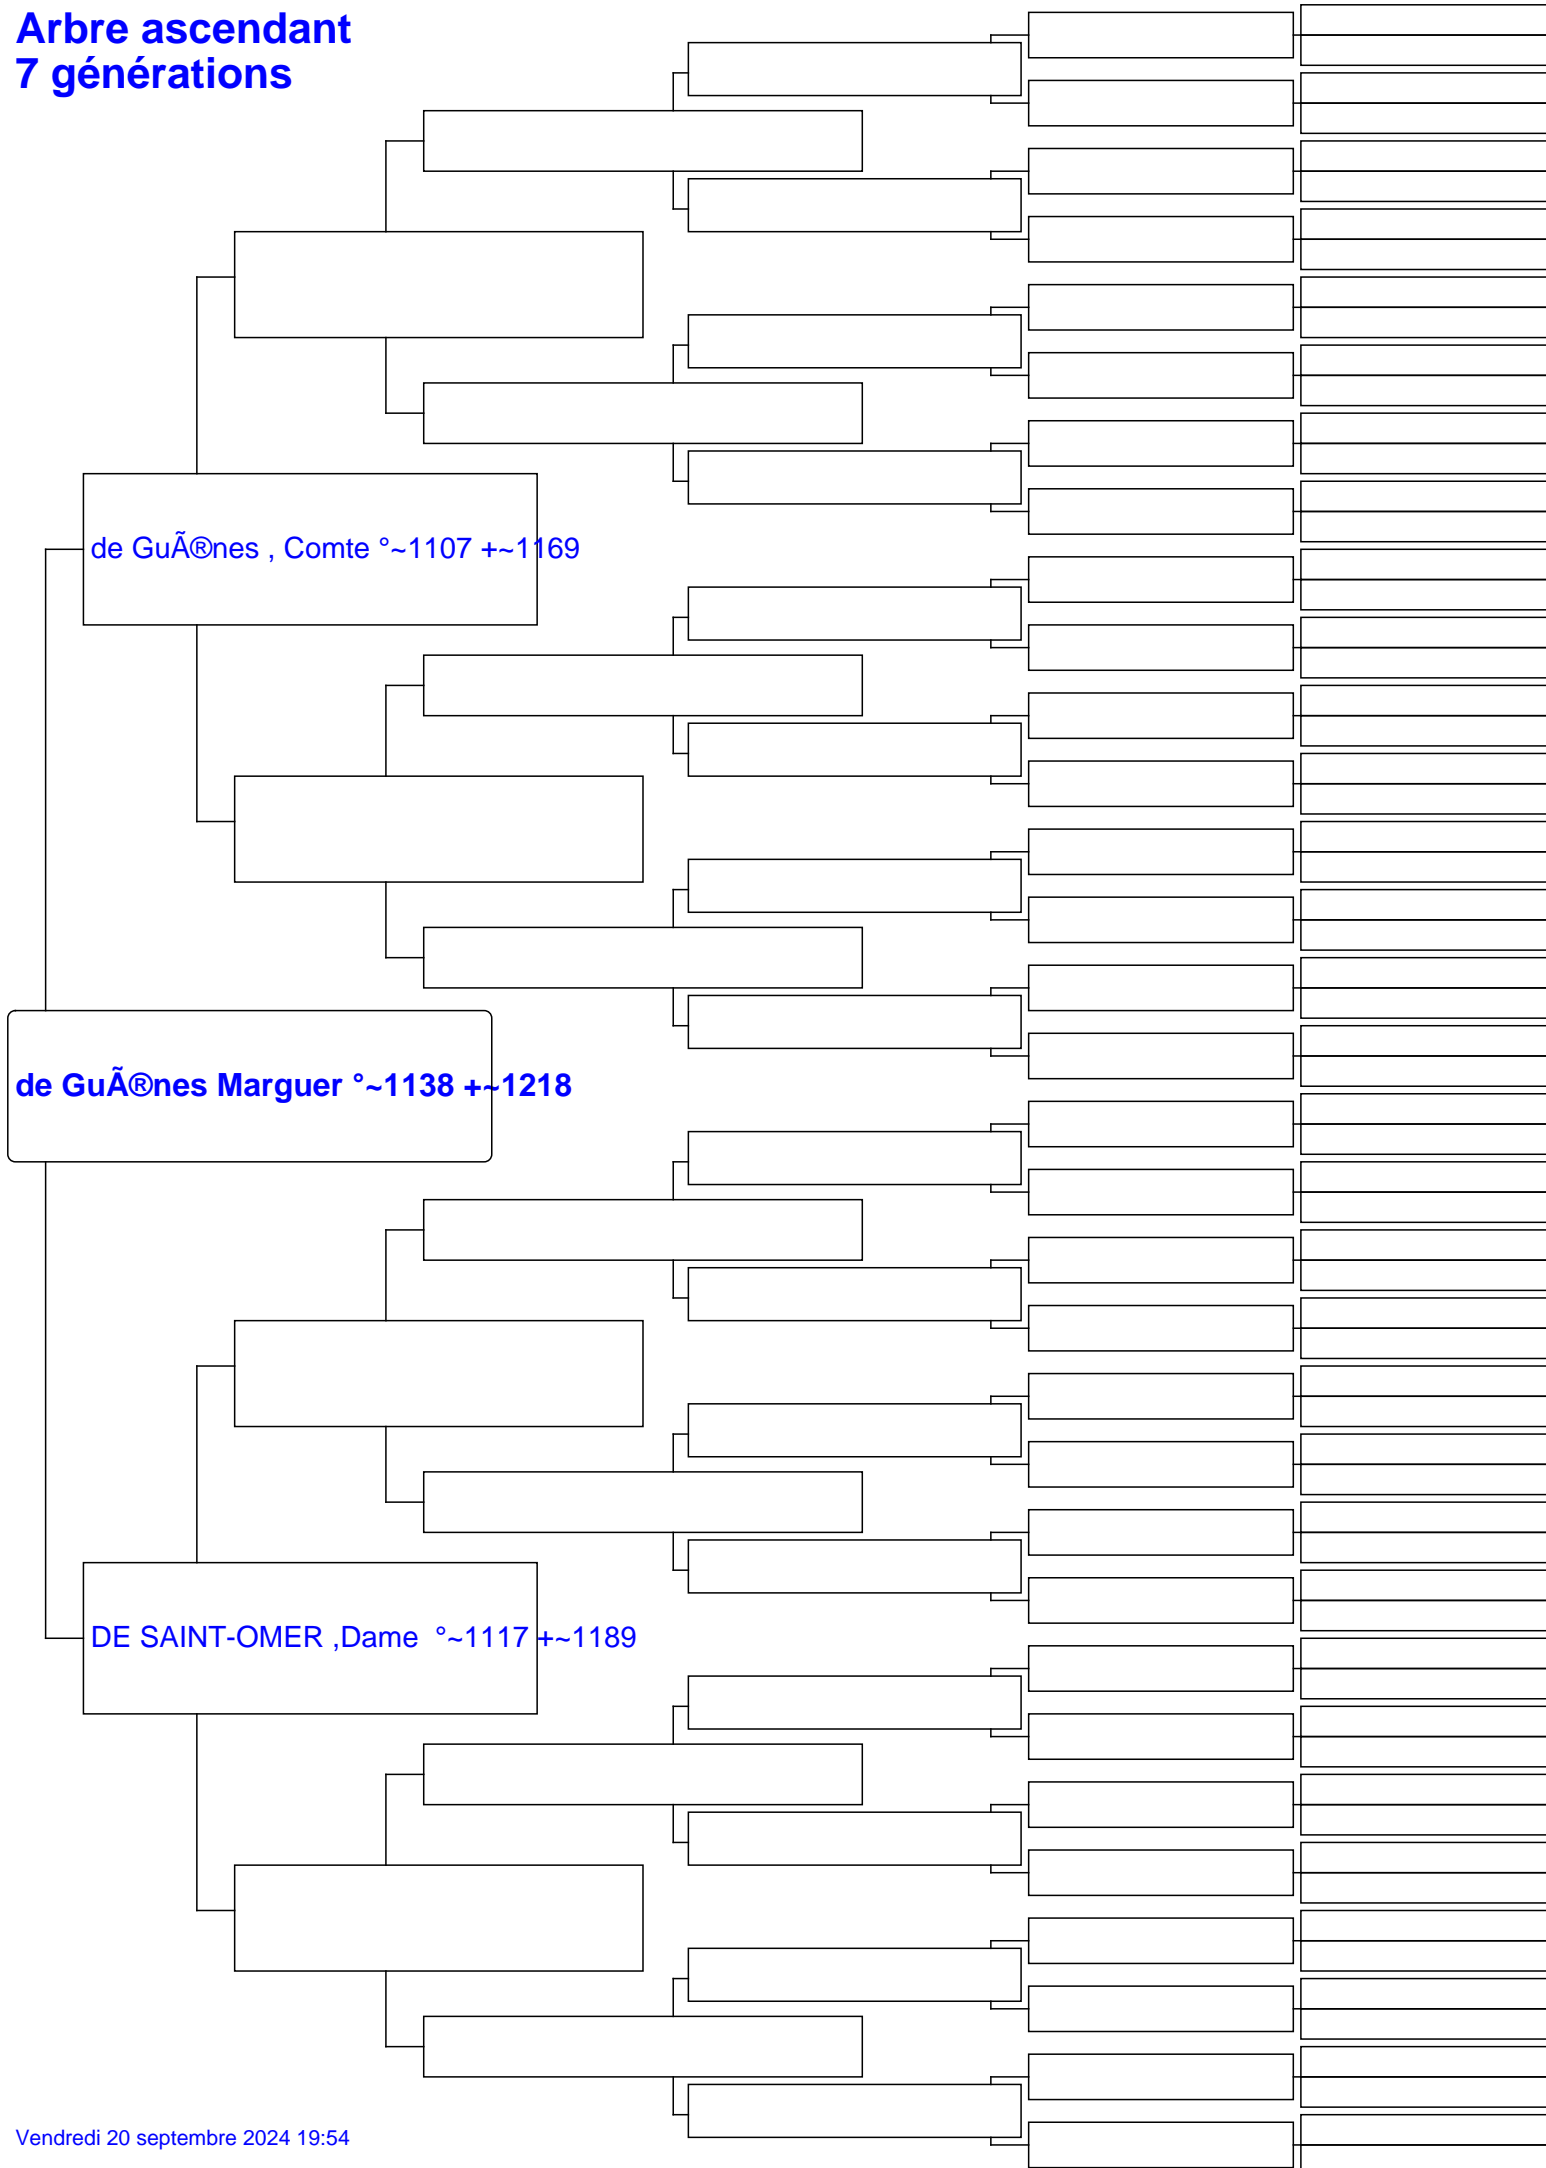 Arbre ascendant
7 générations
de GuÃ®nes , Comte °~1107 +~1169
de GuÃ®nes Marguer °~1138 +~1218
DE SAINT-OMER ,Dame  °~1117 +~1189
Vendredi 20 septembre 2024 19:54